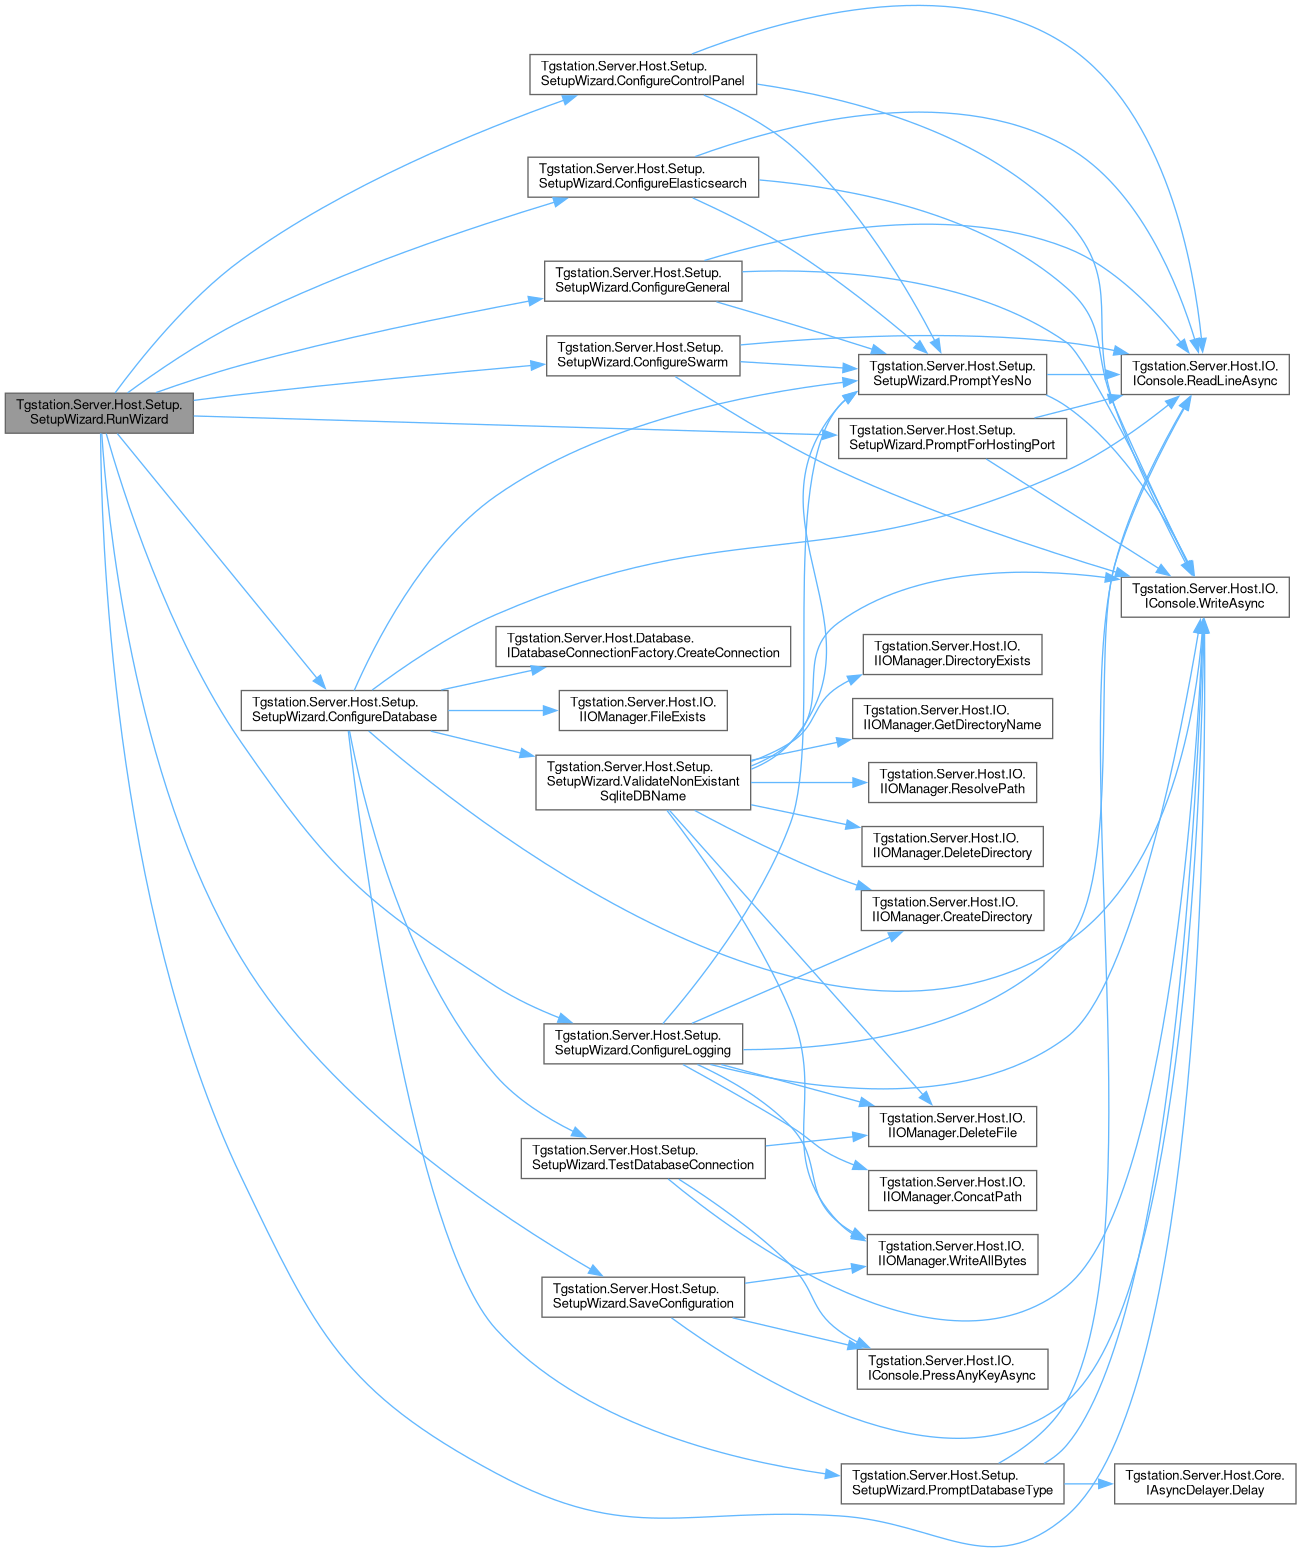 Tgstation.Server.Host.Setup.
SetupWizard.ConfigureControlPanel
Tgstation.Server.Host.Setup.
SetupWizard.ConfigureElasticsearch
Tgstation.Server.Host.Setup.
SetupWizard.ConfigureGeneral
Tgstation.Server.Host.Setup.
SetupWizard.ConfigureSwarm
Tgstation.Server.Host.Setup.
SetupWizard.PromptYesNo
Tgstation.Server.Host.IO.
IConsole.ReadLineAsync
Tgstation.Server.Host.Setup.
SetupWizard.RunWizard
Tgstation.Server.Host.Setup.
SetupWizard.PromptForHostingPort
Tgstation.Server.Host.IO.
IConsole.WriteAsync
Tgstation.Server.Host.Database.
IDatabaseConnectionFactory.CreateConnection
Tgstation.Server.Host.IO.
IIOManager.DirectoryExists
Tgstation.Server.Host.Setup.
SetupWizard.ConfigureDatabase
Tgstation.Server.Host.IO.
IIOManager.FileExists
Tgstation.Server.Host.IO.
IIOManager.GetDirectoryName
Tgstation.Server.Host.Setup.
SetupWizard.ValidateNonExistant
SqliteDBName
Tgstation.Server.Host.IO.
IIOManager.ResolvePath
Tgstation.Server.Host.IO.
IIOManager.DeleteDirectory
Tgstation.Server.Host.IO.
IIOManager.CreateDirectory
Tgstation.Server.Host.Setup.
SetupWizard.ConfigureLogging
Tgstation.Server.Host.IO.
IIOManager.DeleteFile
Tgstation.Server.Host.Setup.
SetupWizard.TestDatabaseConnection
Tgstation.Server.Host.IO.
IIOManager.ConcatPath
Tgstation.Server.Host.IO.
IIOManager.WriteAllBytes
Tgstation.Server.Host.Setup.
SetupWizard.SaveConfiguration
Tgstation.Server.Host.IO.
IConsole.PressAnyKeyAsync
Tgstation.Server.Host.Setup.
SetupWizard.PromptDatabaseType
Tgstation.Server.Host.Core.
IAsyncDelayer.Delay